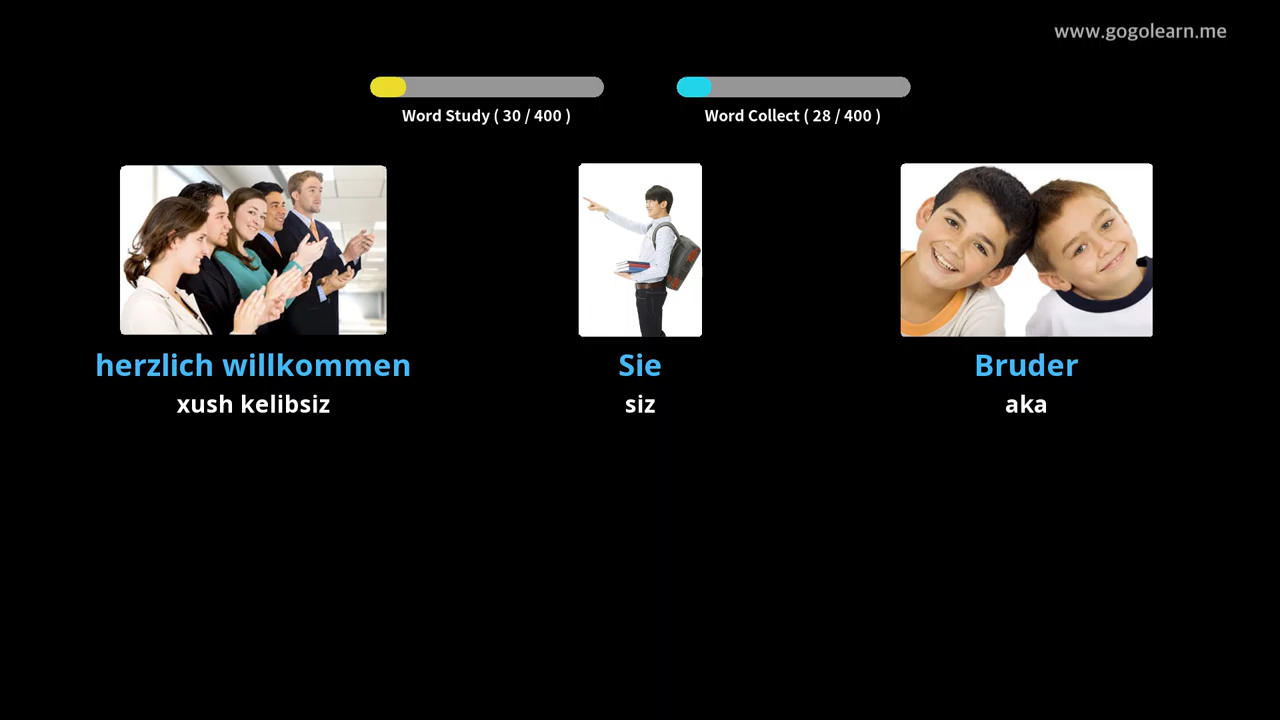 www.gogolearn.me
Word Study ( 30 / 400 )
Word Collect ( 28 / 400 )
herzlich willkommen
Sie
Bruder
xush kelibsiz
siz
aka